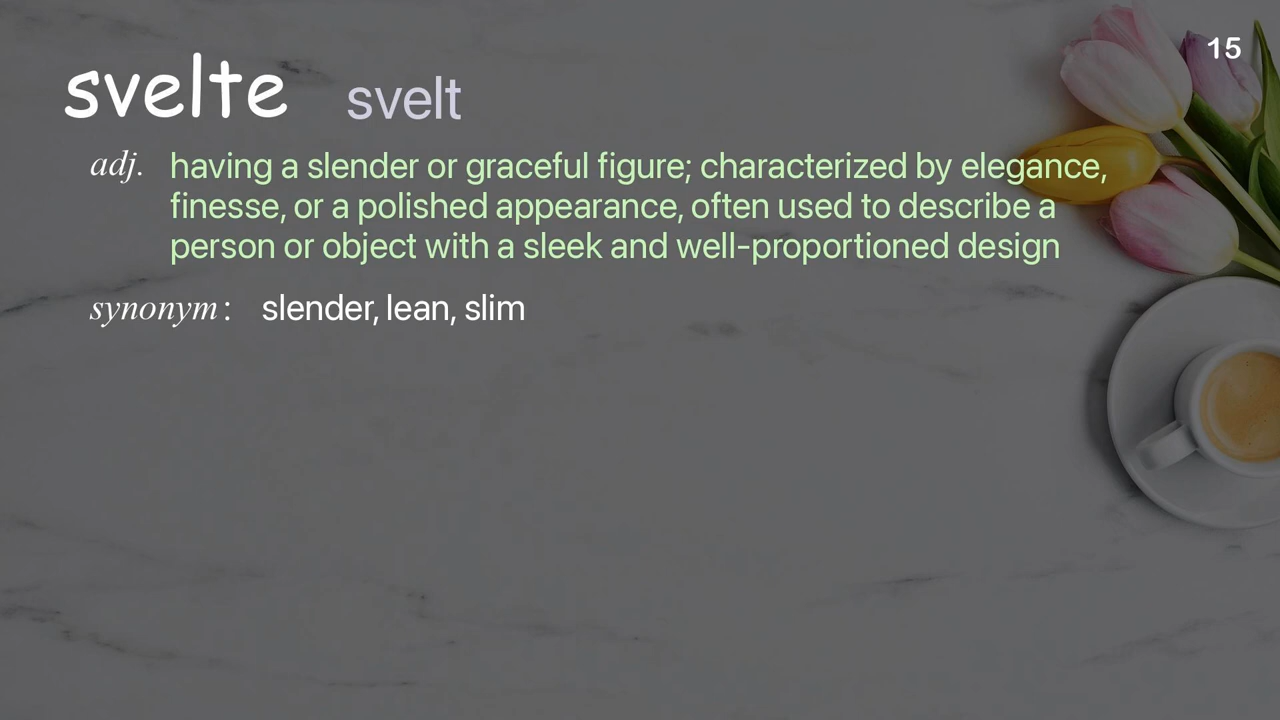 15
svelte svelt
adj. having a slender or graceful figure; characterized by elegance,
finesse, or a polished appearance, often used to describe a
person or object with a sleek and well-proportioned design
synonym: slender, lean, slim